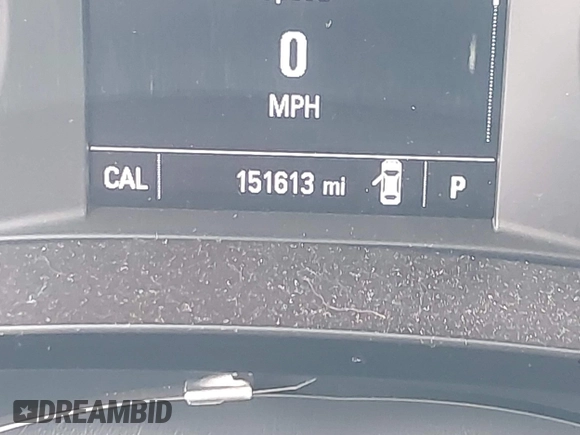 0
MPH
CAL 151613 mi P
DREAMBID